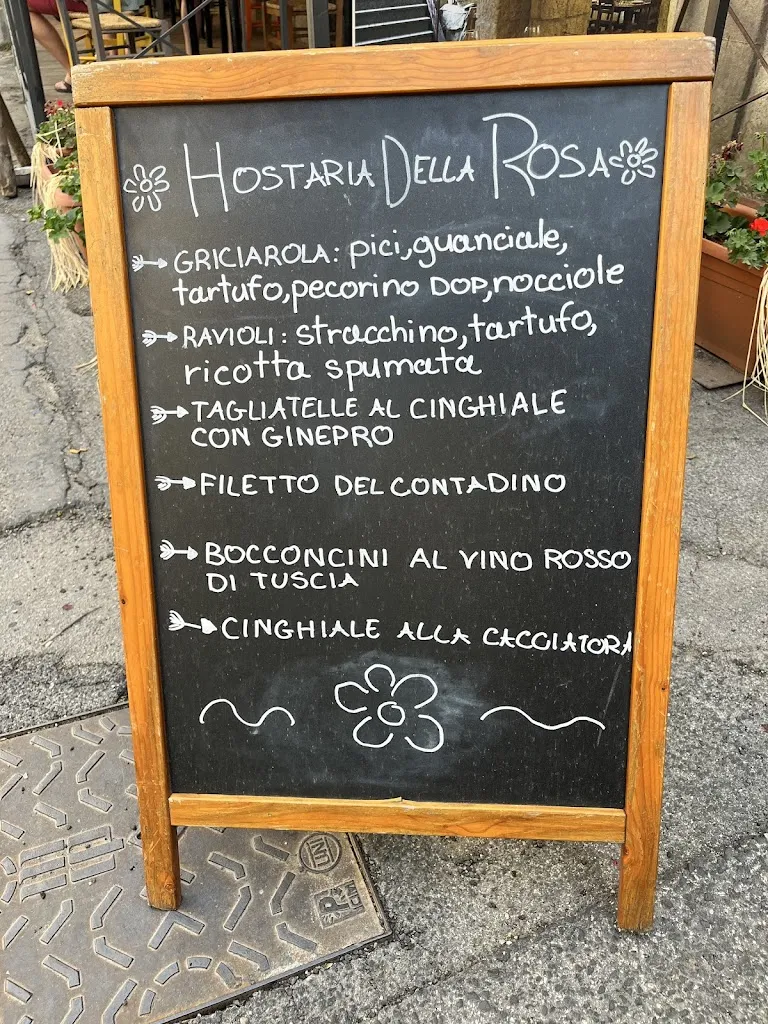 HOSTARIA DELLA ROSA
GRICIAROLA: pici, guanciale,
tartufo, pecorino DOP, nocciole
RAVIOLI: stracchino, tartufo,
ricotta spumata
TAGLIATELLE AL CINGHIALE
CON GINEPRO
FILETTO DEL CONTADINO
BOCCONCINI AL VINO ROSSO
DI TUSCIA
CINGHIALE ALLA CACCIATORA